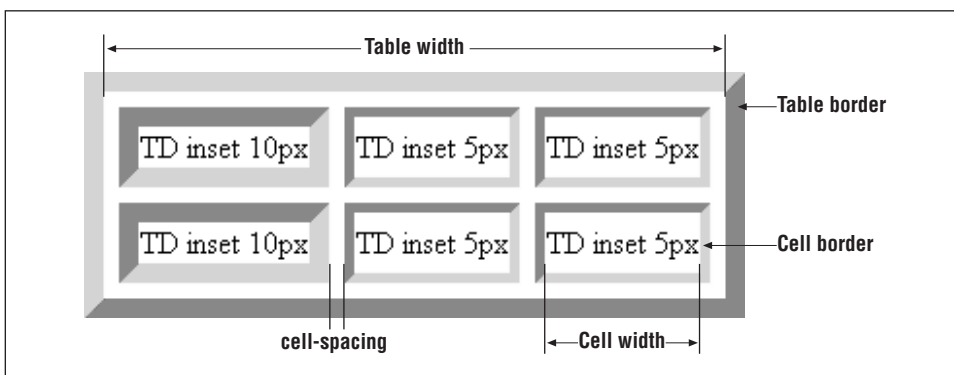 Table width
Table border
TD inset 10px TD inset 5px TD inset 5px
TD inset 10px TD inset 5px TD inset 5px
Cell border
cell-spacing
Cell width